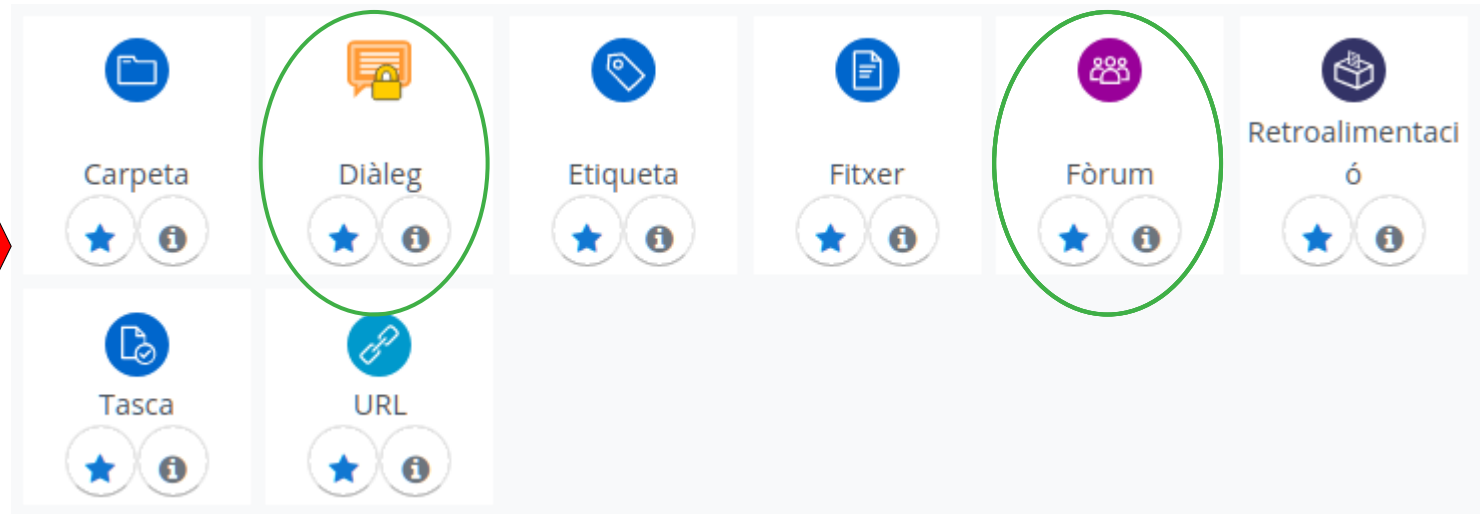 Carpeta
Diàleg
Etiqueta
Fitxer
Fòrum
Retroalimentaci
ó
Tasca
URL